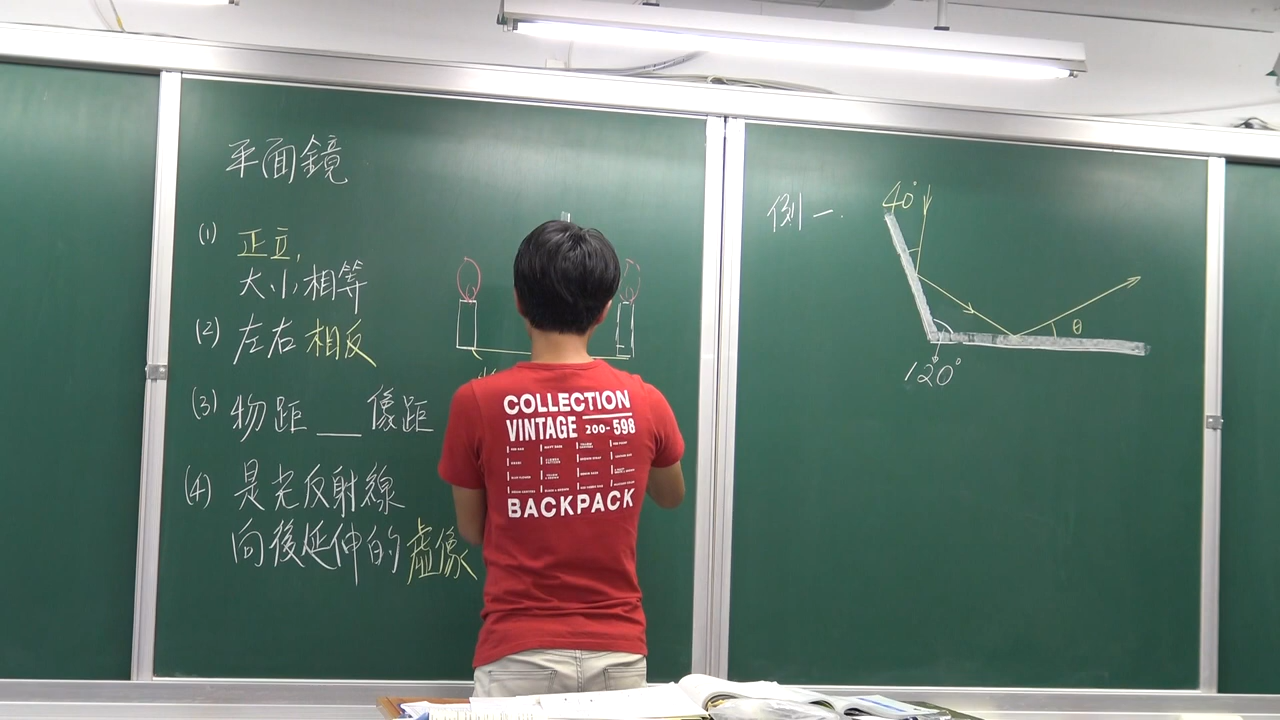 平面鏡
(1) 正立,
大小相等
(2) 左右相反
(3) 物距__像距
(4) 是光反射線
向後延伸的虛像
COLLECTION
VINTAGE 200-598
BACKPACK
例一.
40°
θ
120°